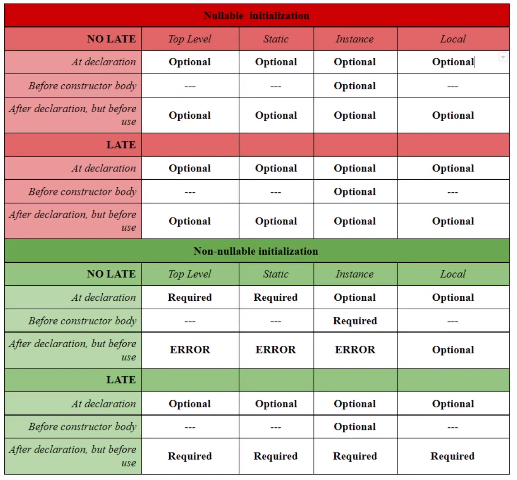 Nullable initialization
NO LATE Top Level Static Instance Local
At declaration Optional Optional Optional Optional
Before constructor body --- --- Optional ---
After declaration, but before use Optional Optional Optional Optional
LATE
At declaration Optional Optional Optional Optional
Before constructor body --- --- Optional ---
After declaration, but before use Optional Optional Optional Optional
Non-nullable initialization
NO LATE Top Level Static Instance Local
At declaration Required Required Optional Optional
Before constructor body --- --- Required ---
After declaration, but before use ERROR ERROR ERROR Optional
LATE
At declaration Optional Optional Optional Optional
Before constructor body --- --- Optional ---
After declaration, but before use Required Required Required Required